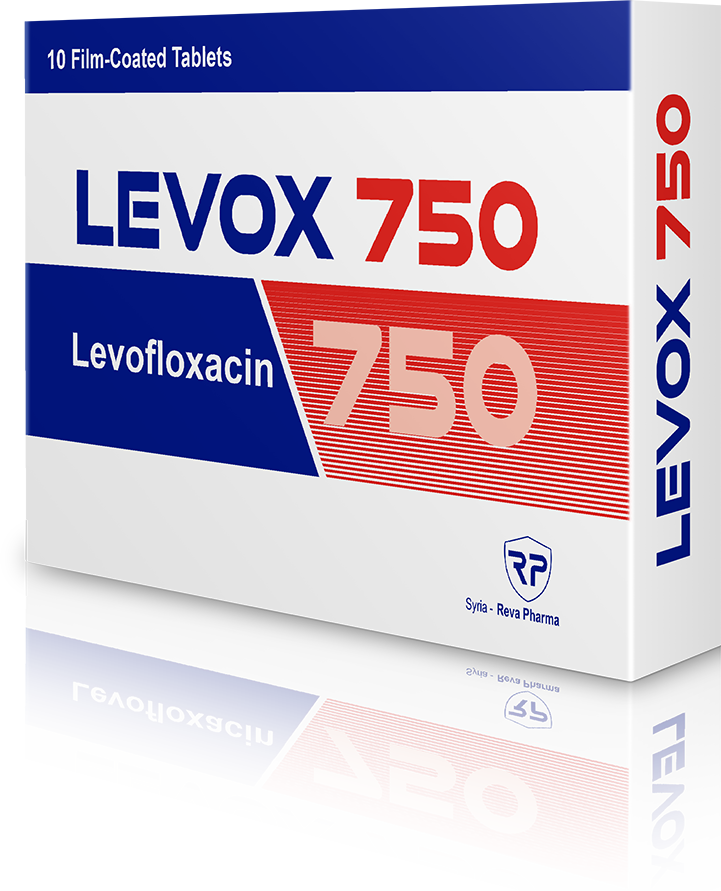 10 Film-Coated Tablets
LEVOX 750
Levofloxacin
750
RP
Syria - Reva Pharma
LEVOX 750